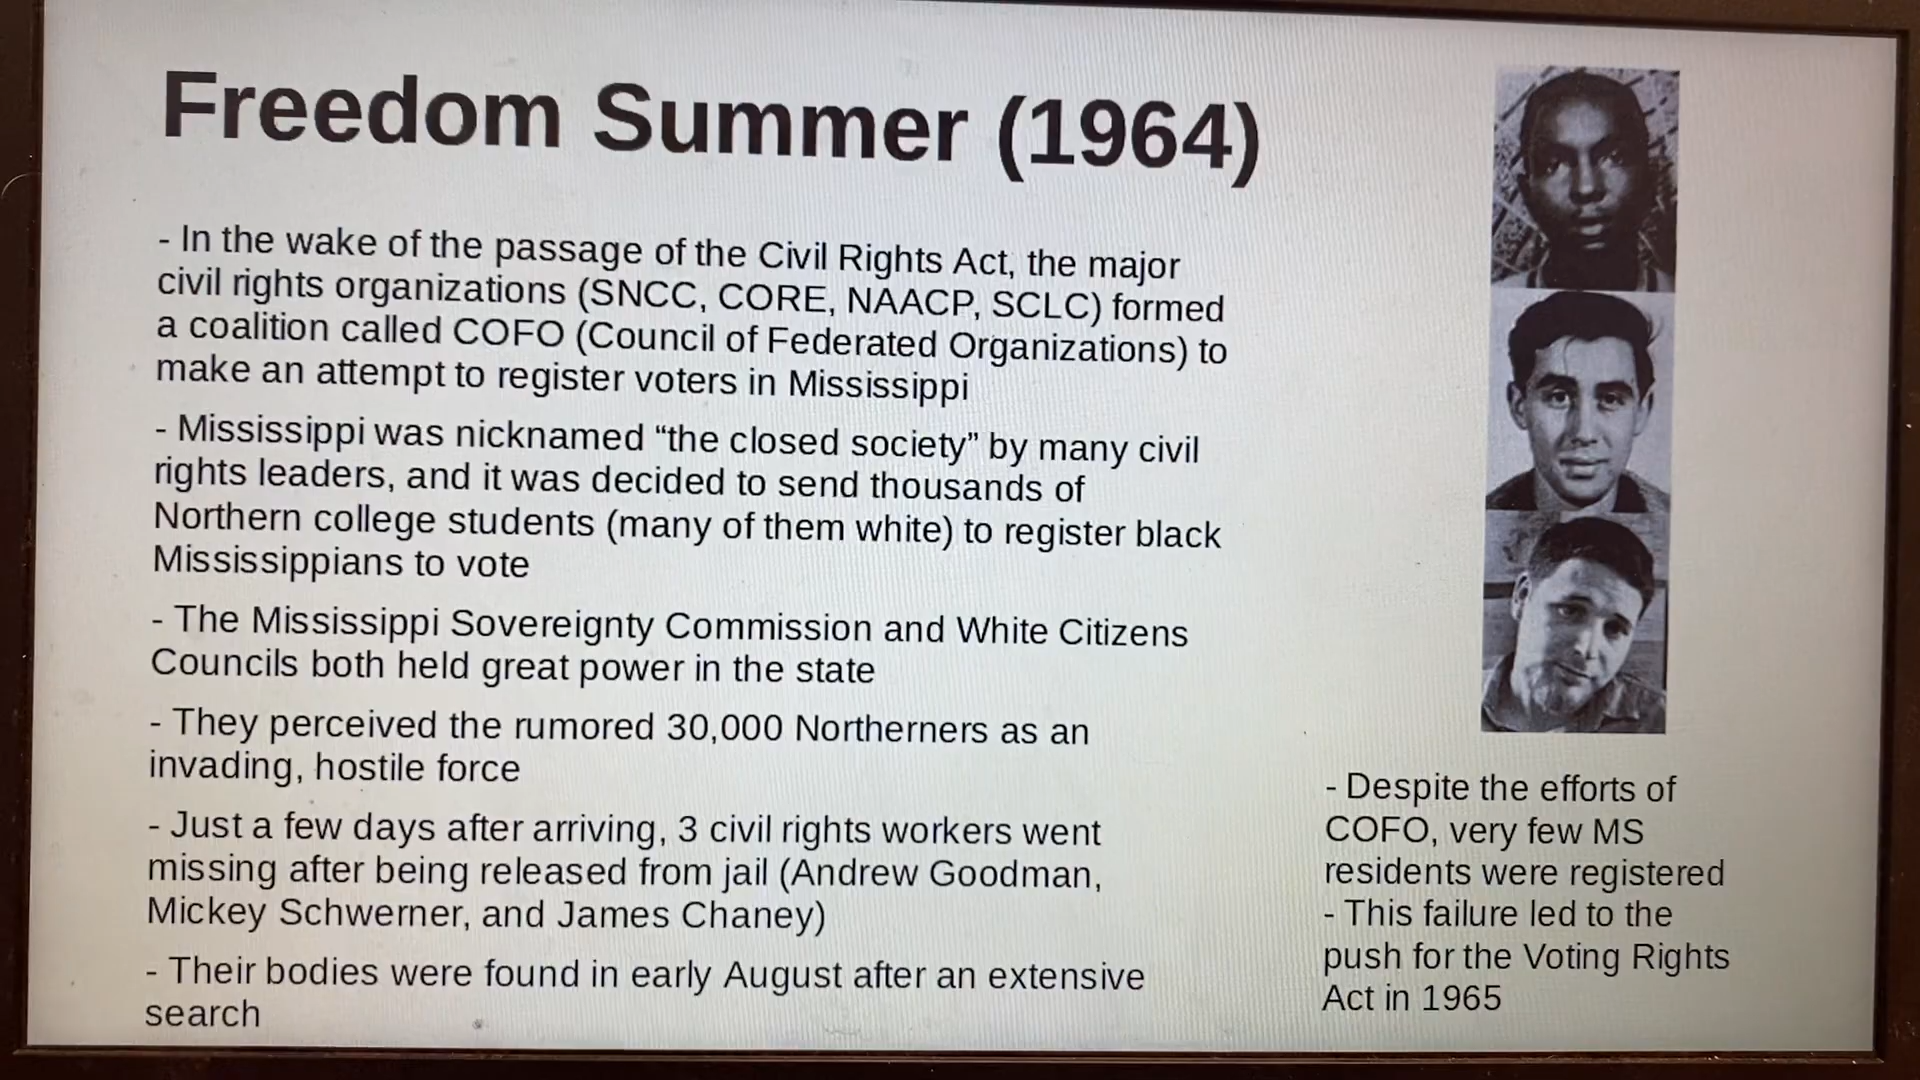 Freedom Summer (1964)
- In the wake of the passage of the Civil Rights Act, the major
civil rights organizations (SNCC, CORE, NAACP, SCLC) formed
a coalition called COFO (Council of Federated Organizations) to
make an attempt to register voters in Mississippi
- Mississippi was nicknamed “the closed society” by many civil
rights leaders, and it was decided to send thousands of
Northern college students (many of them white) to register black
Mississippians to vote
- The Mississippi Sovereignty Commission and White Citizens
Councils both held great power in the state
- They perceived the rumored 30,000 Northerners as an
invading, hostile force
- Just a few days after arriving, 3 civil rights workers went
missing after being released from jail (Andrew Goodman,
Mickey Schwerner, and James Chaney)
- Their bodies were found in early August after an extensive
search
- Despite the efforts of
COFO, very few MS
residents were registered
- This failure led to the
push for the Voting Rights
Act in 1965